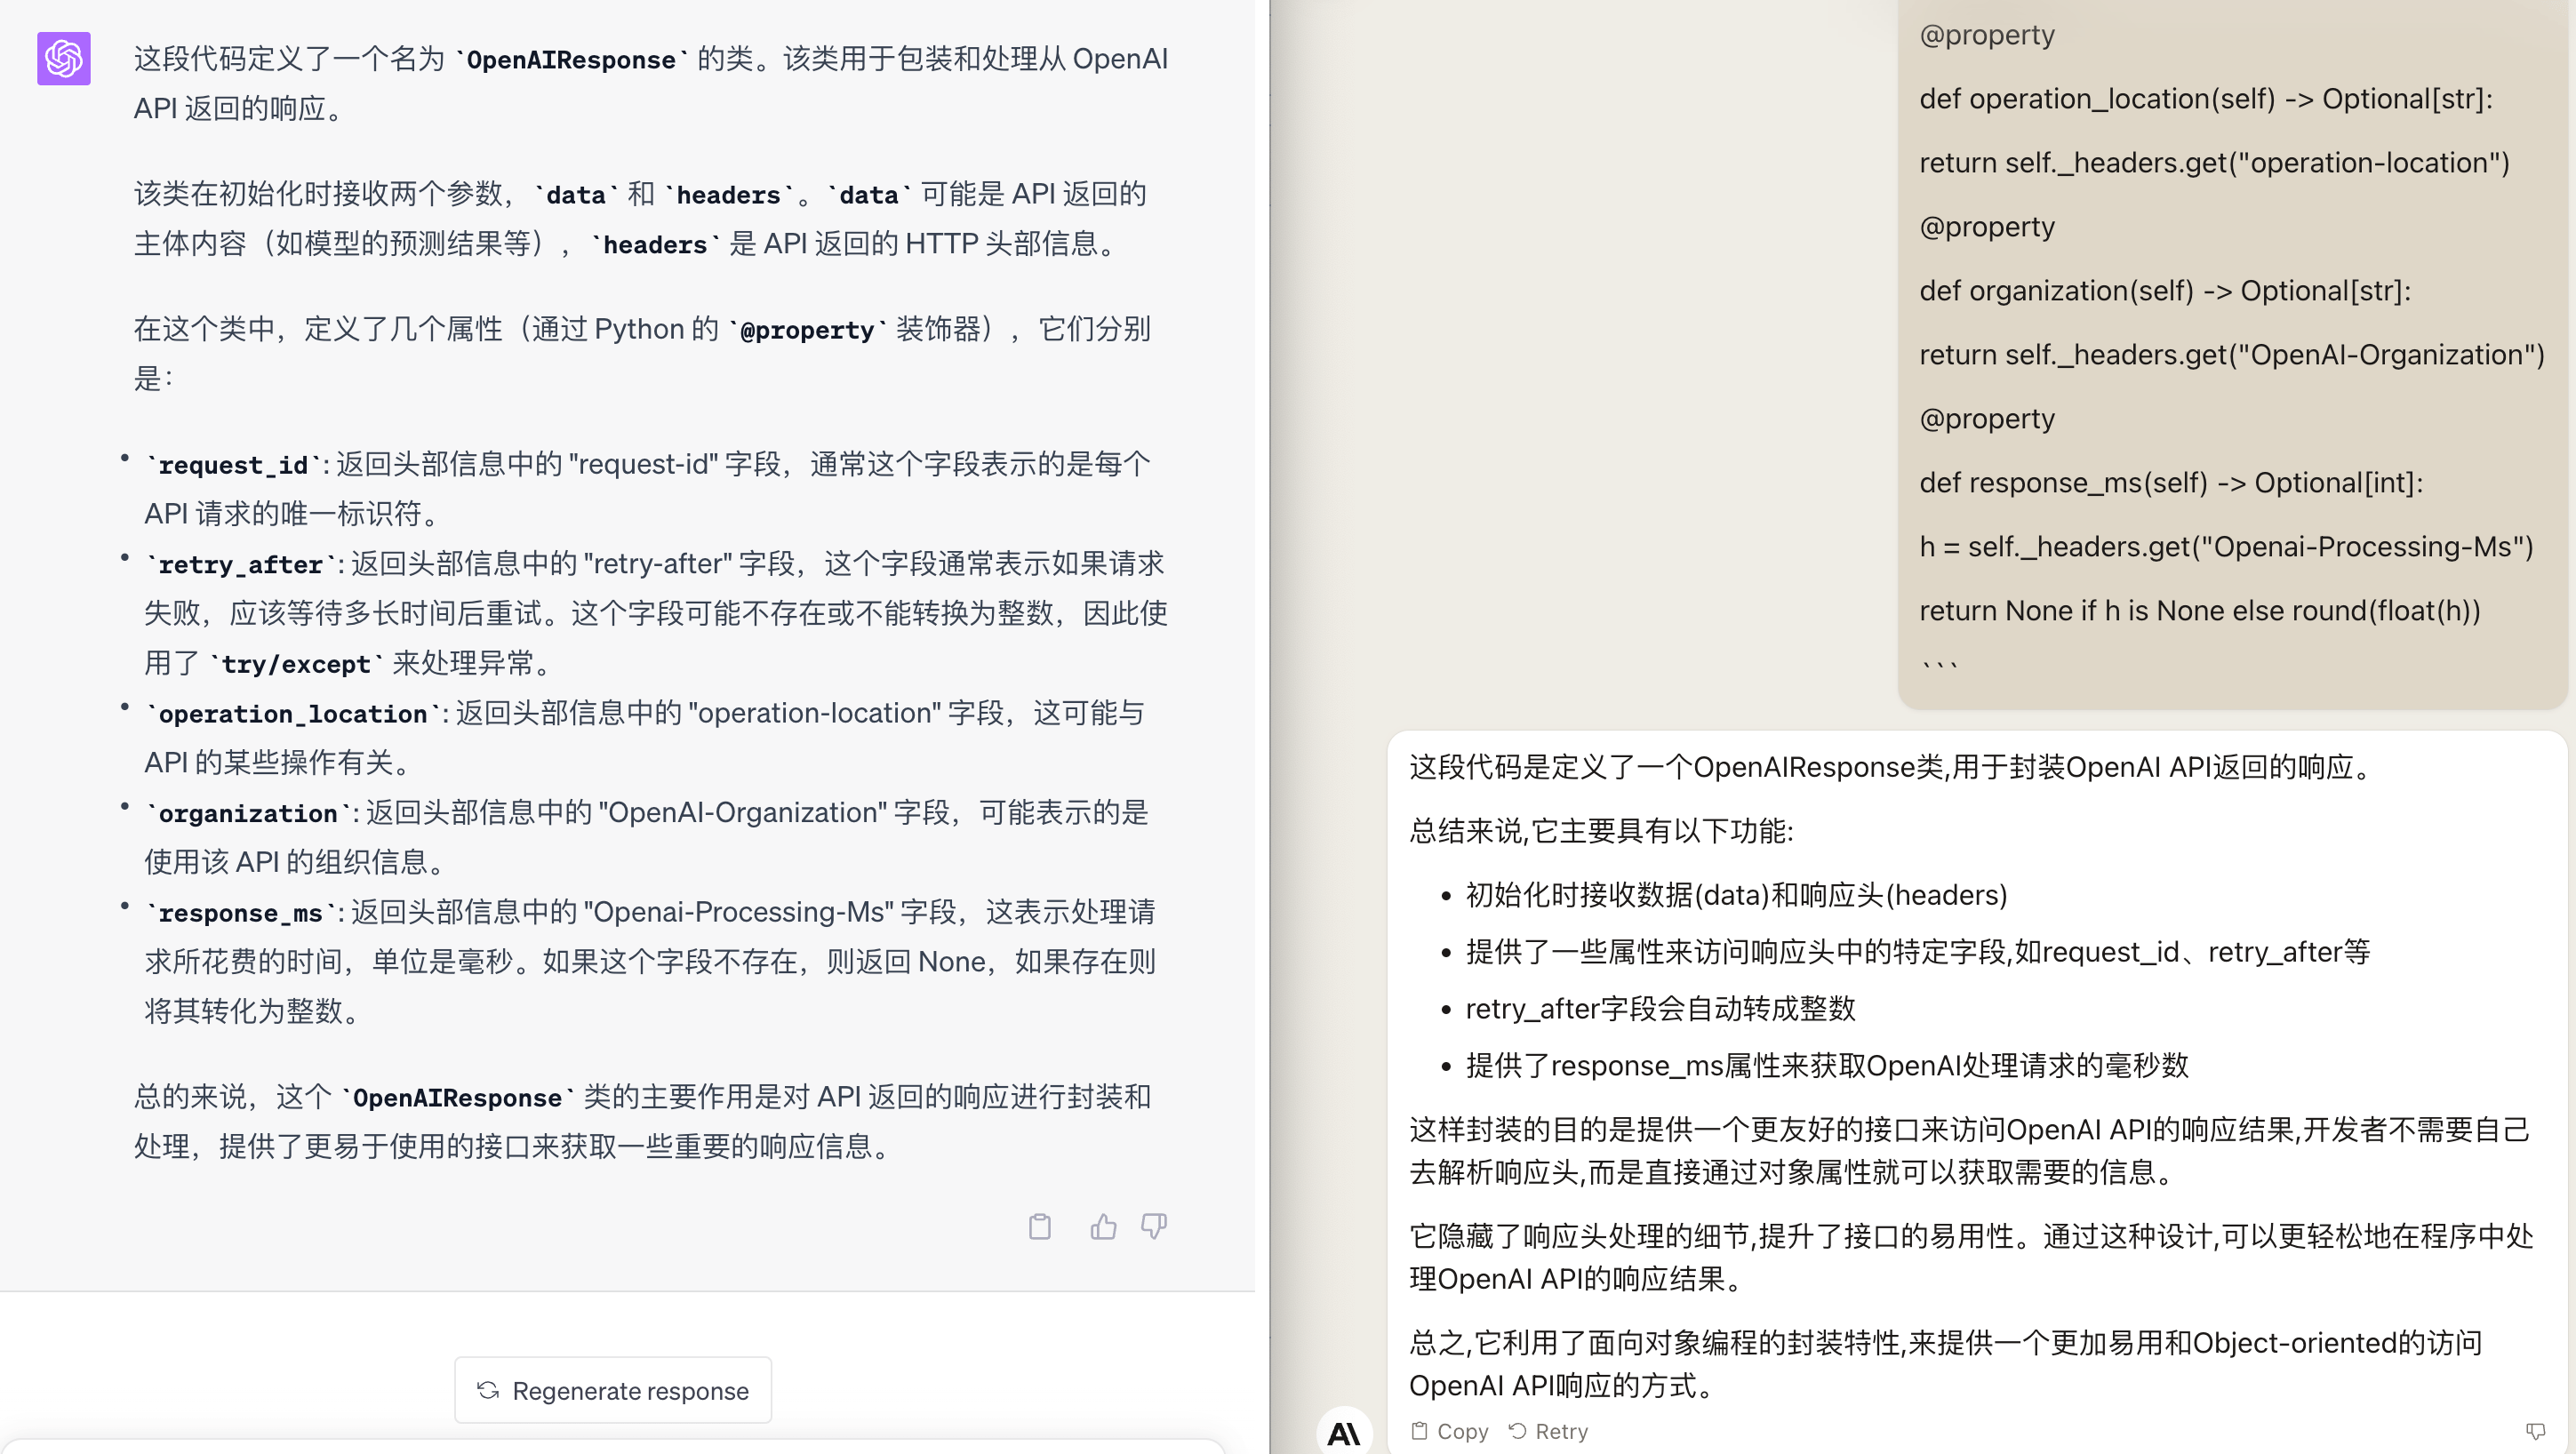 这段代码定义了一个名为 `OpenAIResponse` 的类。该类用于包装和处理从 OpenAI
API 返回的响应。
该类在初始化时接收两个参数，`data` 和 `headers`。`data` 可能是 API 返回的
主体内容（如模型的预测结果等），`headers` 是 API 返回的 HTTP 头部信息。
在这个类中，定义了几个属性（通过 Python 的 `@property` 装饰器），它们分别
是：
• `request_id`: 返回头部信息中的 "request-id" 字段，通常这个字段表示的是每个
API 请求的唯一标识符。
• `retry_after`: 返回头部信息中的 "retry-after" 字段，这个字段通常表示如果请求
失败，应该等待多长时间后重试。这个字段可能不存在或不能转换为整数，因此使
用了 `try/except` 来处理异常。
• `operation_location`: 返回头部信息中的 "operation-location" 字段，这可能与
API 的某些操作有关。
• `organization`: 返回头部信息中的 "OpenAI-Organization" 字段，可能表示的是
使用该 API 的组织信息。
• `response_ms`: 返回头部信息中的 "Openai-Processing-Ms" 字段，这表示处理请
求所花费的时间，单位是毫秒。如果这个字段不存在，则返回 None，如果存在则
将其转化为整数。
总的来说，这个 `OpenAIResponse` 类的主要作用是对 API 返回的响应进行封装和
处理，提供了更易于使用的接口来获取一些重要的响应信息。
Regenerate response
@property
def operation_location(self) -> Optional[str]:
return self._headers.get("operation-location")
@property
def organization(self) -> Optional[str]:
return self._headers.get("OpenAI-Organization")
@property
def response_ms(self) -> Optional[int]:
h = self._headers.get("Openai-Processing-Ms")
return None if h is None else round(float(h))
```
这段代码是定义了一个OpenAIResponse类,用于封装OpenAI API返回的响应。
总结来说,它主要具有以下功能:
• 初始化时接收数据(data)和响应头(headers)
• 提供了一些属性来访问响应头中的特定字段,如request_id、retry_after等
• retry_after字段会自动转成整数
• 提供了response_ms属性来获取OpenAI处理请求的毫秒数
这样封装的目的是提供一个更友好的接口来访问OpenAI API的响应结果,开发者不需要自己
去解析响应头,而是直接通过对象属性就可以获取需要的信息。
它隐藏了响应头处理的细节,提升了接口的易用性。通过这种设计,可以更轻松地在程序中处
理OpenAI API的响应结果。
总之,它利用了面向对象编程的封装特性,来提供一个更加易用和Object-oriented的访问
OpenAI API响应的方式。
AI Copy Retry